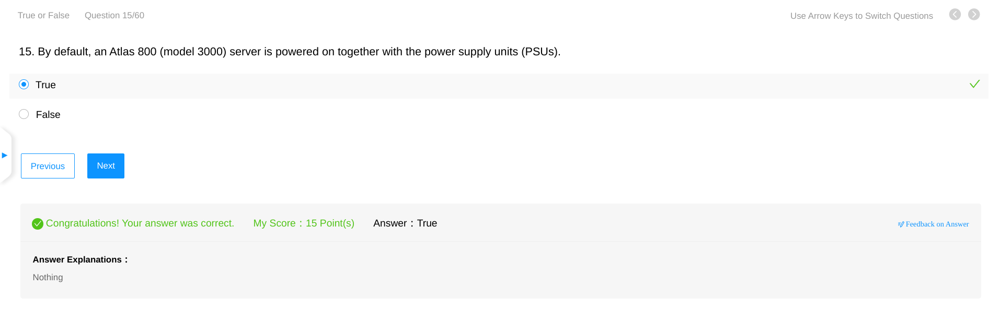 True or False Question 15/60 Use Arrow Keys to Switch Questions
15. By default, an Atlas 800 (model 3000) server is powered on together with the power supply units (PSUs).
True
False
Previous Next
Congratulations! Your answer was correct. My Score：15 Point(s) Answer：True Feedback on Answer
Answer Explanations：
Nothing